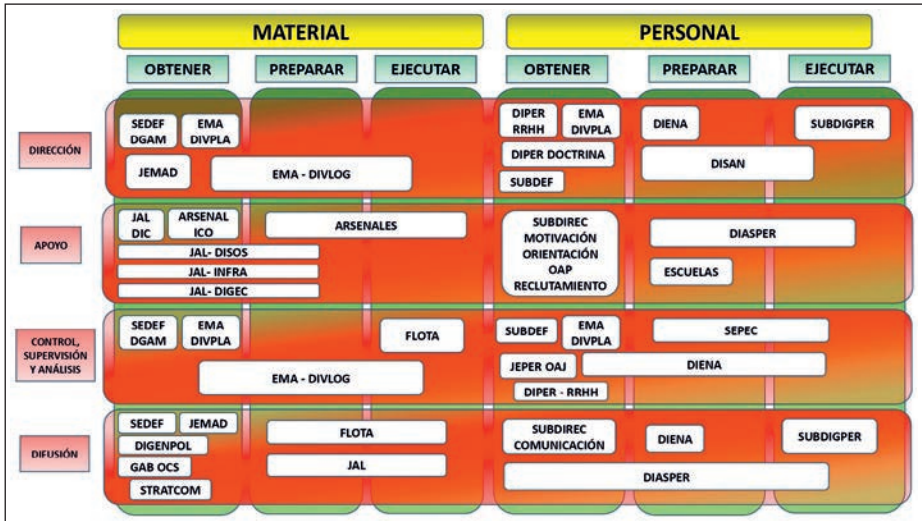 MATERIAL
PERSONAL
OBTENER
PREPARAR
EJECUTAR
OBTENER
PREPARAR
EJECUTAR
DIRECCIÓN
SEDEF
DGAM
EMA
DIVPLA
JEMAD
EMA - DIVLOG
DIPER
RRHH
EMA
DIVPLA
DIPER DOCTRINA
SUBDEF
DIENA
DISAN
SUBDIGPER
APOYO
JAL
DIC
ARSENAL
ICO
ARSENALES
JAL- DISOS
JAL- INFRA
JAL- DIGEC
SUBDIREC
MOTIVACIÓN
ORIENTACIÓN
OAP
RECLUTAMIENTO
DIASPER
ESCUELAS
CONTROL,
SUPERVISIÓN
Y ANÁLISIS
SEDEF
DGAM
EMA
DIVPLA
FLOTA
EMA - DIVLOG
SUBDEF
EMA
DIVPLA
SEPEC
JEPER OAJ
DIENA
DIPER - RRHH
DIFUSIÓN
SEDEF
JEMAD
DIGENPOL
GAB OCS
STRATCOM
FLOTA
JAL
SUBDIREC
COMUNICACIÓN
DIENA
SUBDIGPER
DIASPER